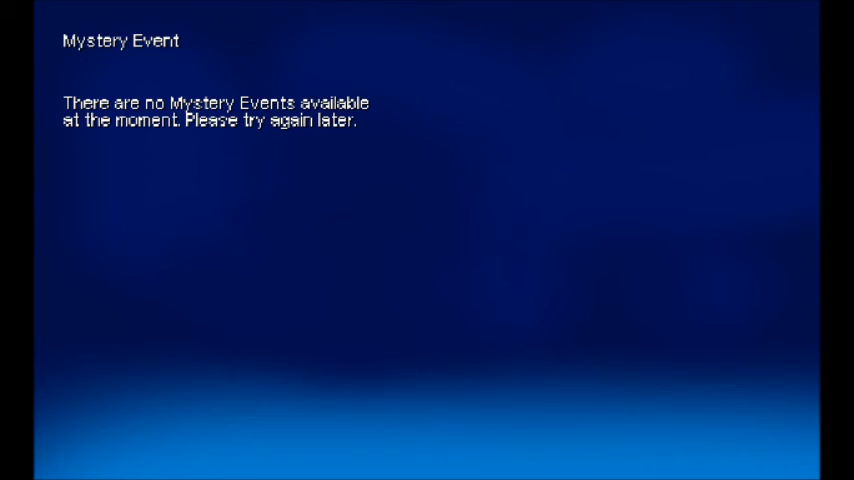 Mystery Event
There are no Mystery Events available
at the moment. Please try again later.